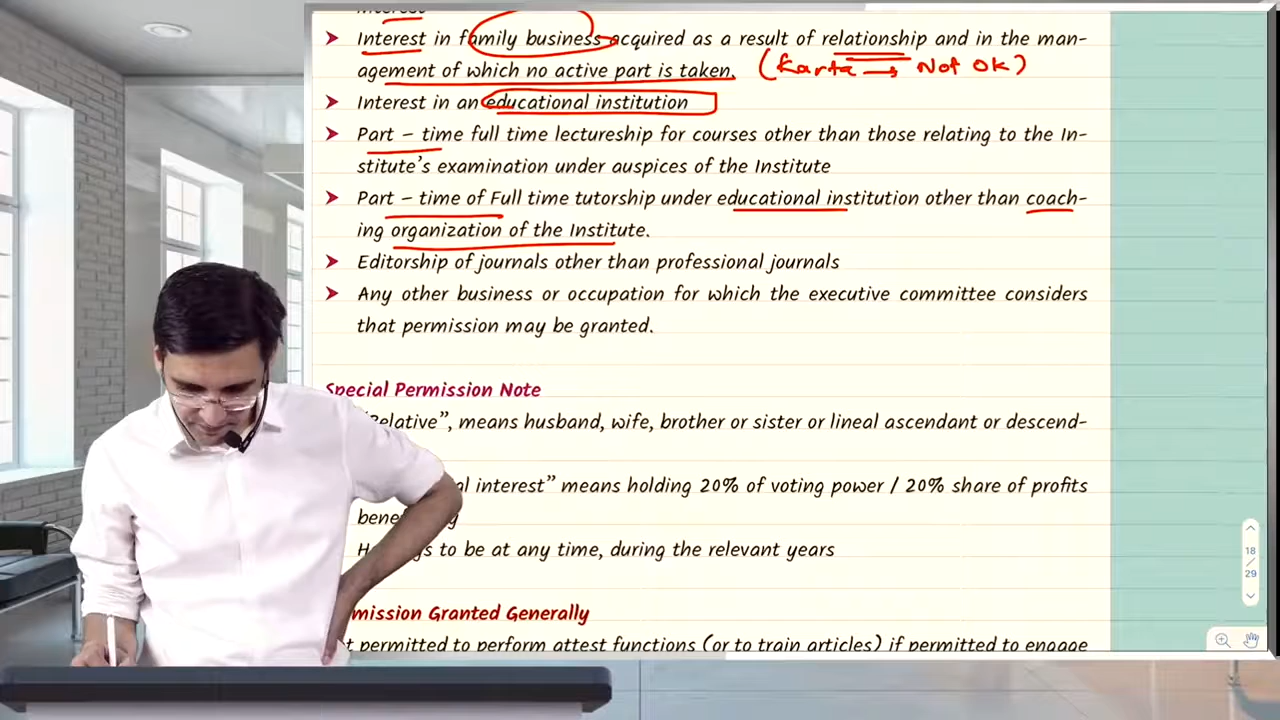 Interest
➤ Interest in family business acquired as a result of relationship and in the man-
agement of which no active part is taken. (Karta → Not OK)
➤ Interest in an educational institution
➤ Part – time full time lectureship for courses other than those relating to the In-
stitute's examination under auspices of the Institute
➤ Part – time of Full time tutorship under educational institution other than coach-
ing organization of the Institute.
➤ Editorship of journals other than professional journals
➤ Any other business or occupation for which the executive committee considers
that permission may be granted.
Special Permission Note
"Relative", means husband, wife, brother or sister or lineal ascendant or descend-
al interest" means holding 20% of voting power / 20% share of profits
to be at any time, during the relevant years
mission Granted Generally
t permitted to perform attest functions (or to train articles) if permitted to engage
18
/
29